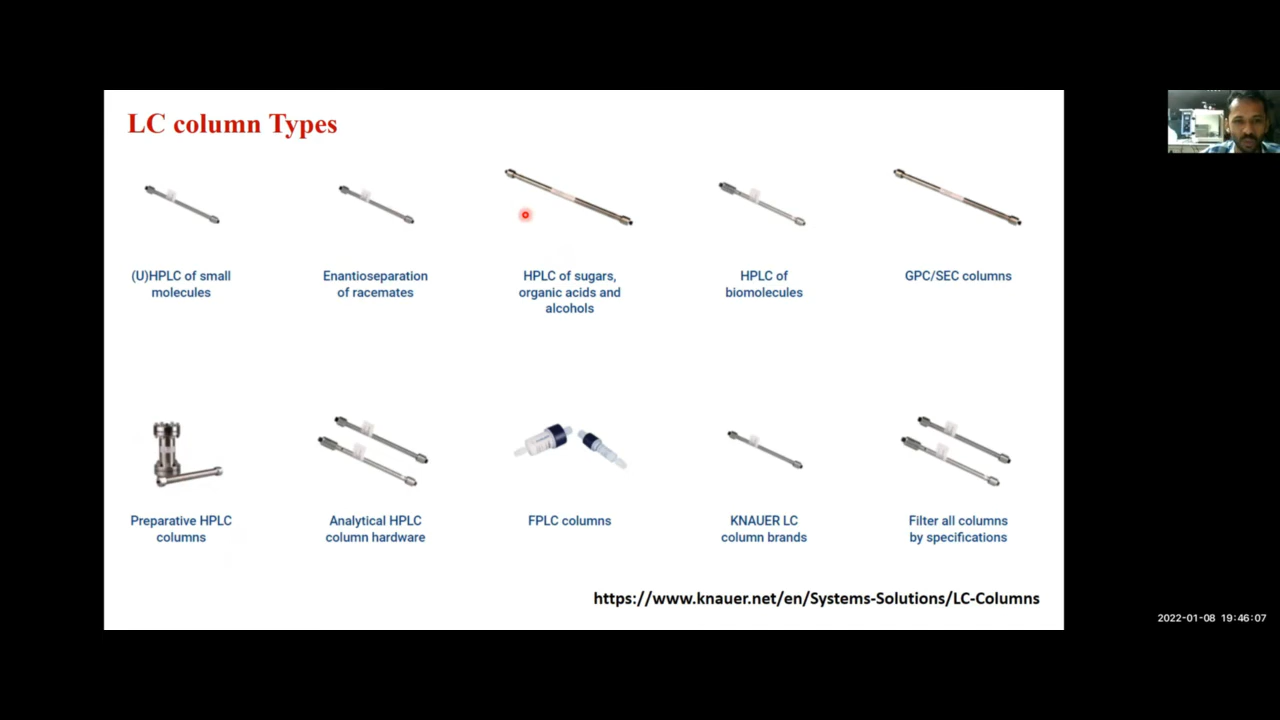 LC column Types
(U)HPLC of small
molecules
Enantioseparation
of racemates
HPLC of sugars,
organic acids and
alcohols
HPLC of
biomolecules
GPC/SEC columns
Preparative HPLC
columns
Analytical HPLC
column hardware
FPLC columns
KNAUER LC
column brands
Filter all columns
by specifications
https://www.knauer.net/en/Systems-Solutions/LC-Columns
2022-01-08 19:46:07